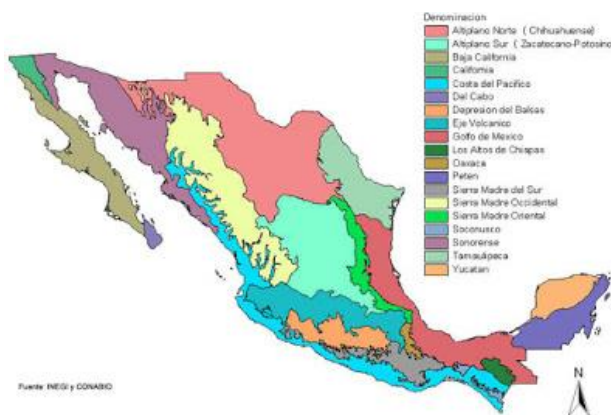 Denominacion
Altiplano Norte (Chihuahuense)
Altiplano Sur (Zacatecano-Potosino
Baja California
California
Costa del Pacifico
Del Cabo
Depresion del Balsas
Eje Volcanico
Golfo de Mexico
Los Altos de Chiapas
Oaxaca
Peten
Sierra Madre del Sur
Sierra Madre Occidental
Sierra Madre Oriental
Soconusco
Sonorense
Tamaulipeca
Yucatan
Fuente: INEGI y CONABIO
N